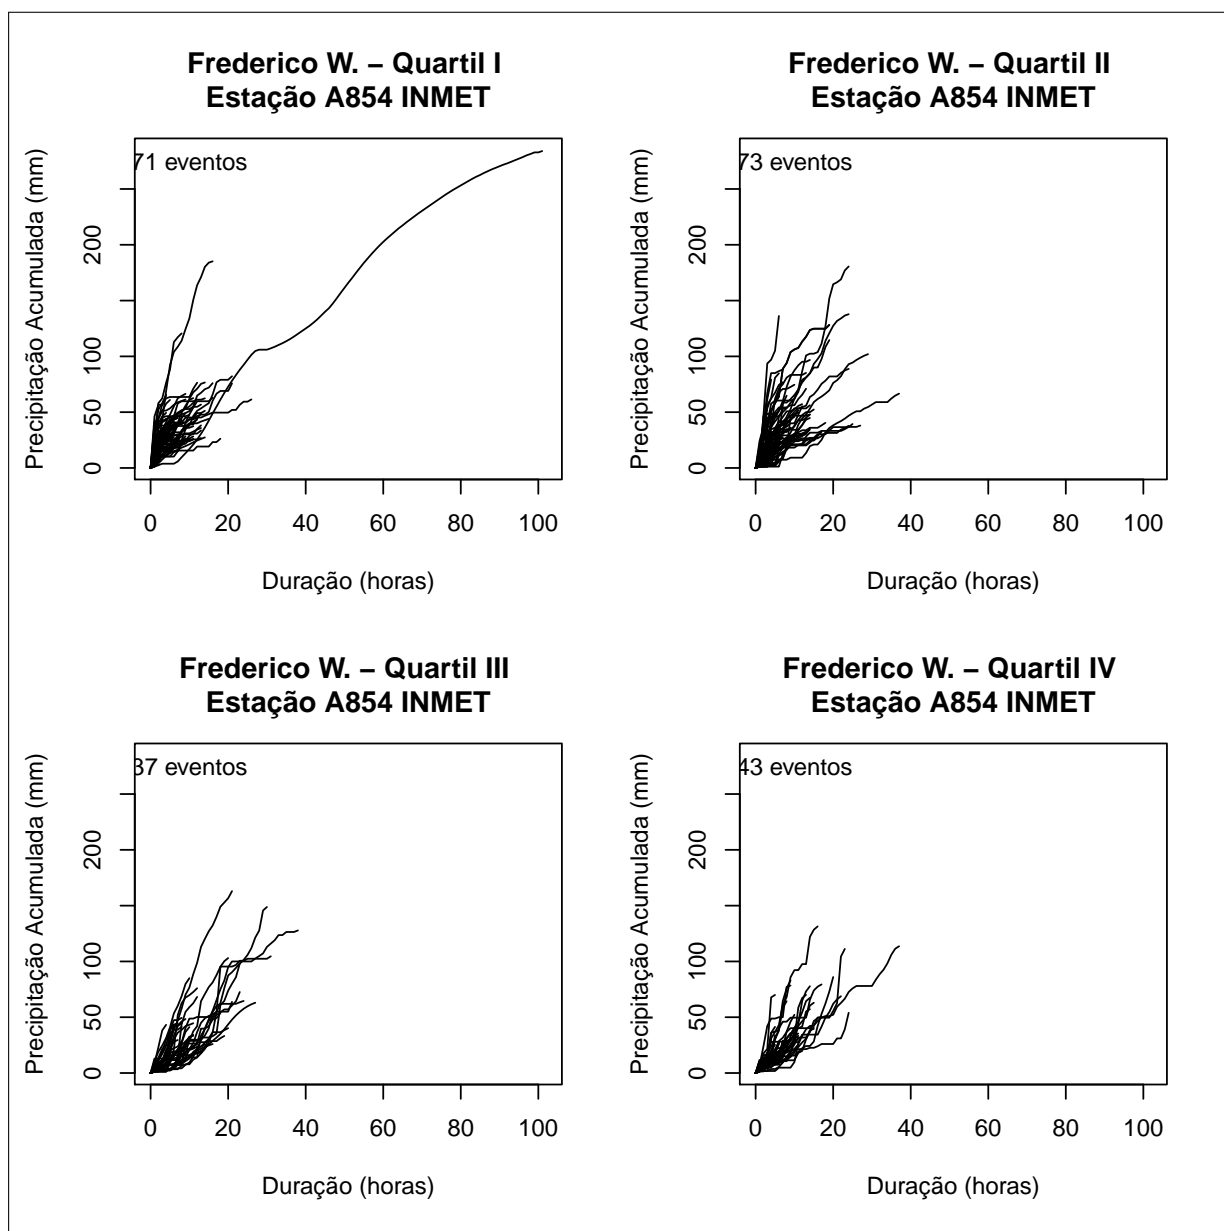 Frederico W. – Quartil I
Estação A854 INMET
71 eventos
Precipitação Acumulada (mm)
0
50
100
200
0 20 40 60 80 100
Duração (horas)
Frederico W. – Quartil II
Estação A854 INMET
73 eventos
Precipitação Acumulada (mm)
0
50
100
200
0 20 40 60 80 100
Duração (horas)
Frederico W. – Quartil III
Estação A854 INMET
37 eventos
Precipitação Acumulada (mm)
0
50
100
200
0 20 40 60 80 100
Duração (horas)
Frederico W. – Quartil IV
Estação A854 INMET
43 eventos
Precipitação Acumulada (mm)
0
50
100
200
0 20 40 60 80 100
Duração (horas)